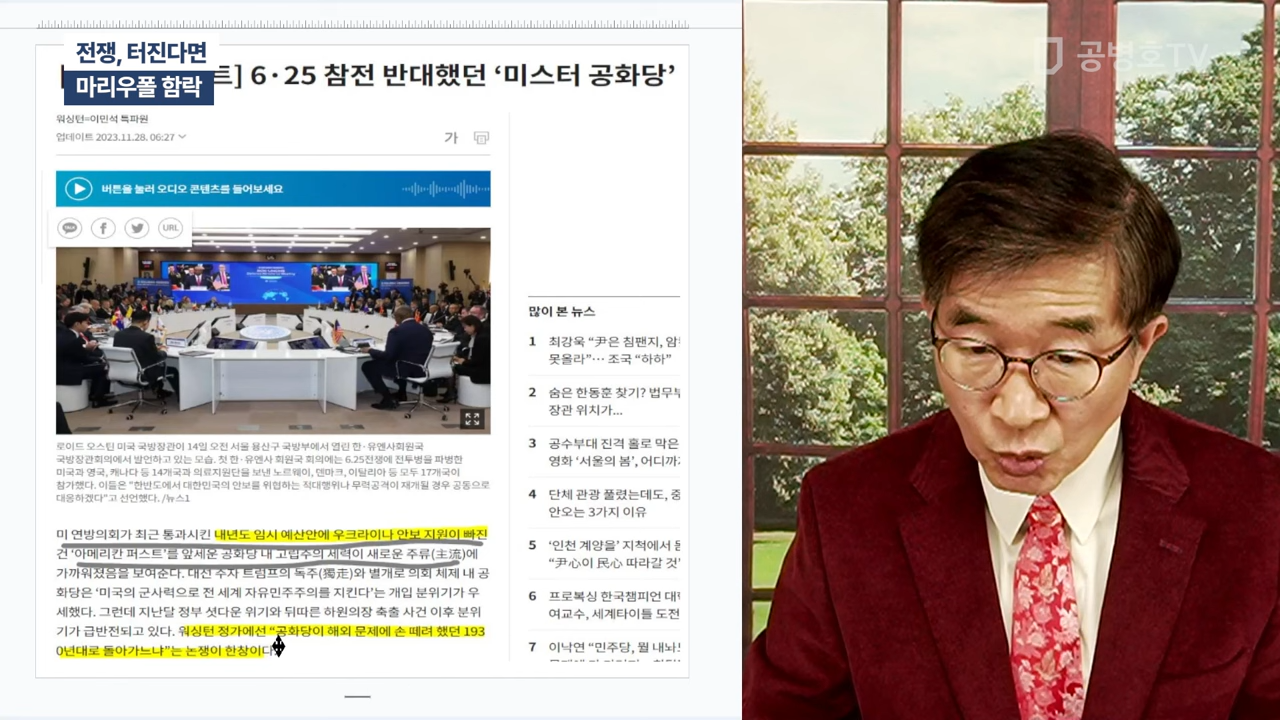 전쟁, 터진다면
마리우폴 함락
트] 6·25 참전 반대했던 ‘미스터 공화당’
워싱턴=이민석 특파원
업데이트 2023.11.28. 06:27
가
버튼을 눌러 오디오 콘텐츠를 들어보세요
URL
로이드 오스틴 미국 국방장관이 14일 오전 서울 용산구 국방부에서 열린 한·유엔사회원국
국방장관회의에서 발언하고 있는 모습. 첫 한·유엔사 회원국 회의에는 6.25전쟁에 전투병을 파병한
미국과 영국, 캐나다 등 14개국과 의료지원단을 보낸 노르웨이, 덴마크, 이탈리아 등 모두 17개국이
참가했다. 이들은 “한반도에서 대한민국의 안보를 위협하는 적대행위나 무력공격이 재개될 경우 공동으로
대응하겠다”고 선언했다. /뉴스1
미 연방의회가 최근 통과시킨 내년도 임시 예산안에 우크라이나 안보 지원이 빠진
건 ‘아메리칸 퍼스트’를 앞세운 공화당 내 고립주의 세력이 새로운 주류(主流)에
가까워졌음을 보여준다. 대선 주자 트럼프의 독주(獨走)와 별개로 의회 체제 내 공
화당은 ‘미국의 군사력으로 전 세계 자유민주주의를 지킨다’는 개입 분위기가 우
세했다. 그런데 지난달 정부 셧다운 위기와 뒤따른 하원의장 축출 사건 이후 분위
기가 급반전되고 있다. 워싱턴 정가에선 “공화당이 해외 문제에 손 떼려 했던 193
0년대로 돌아가느냐”는 논쟁이 한창이다
많이 본 뉴스
1 최강욱 “尹은 침팬지, 암
못올라”… 조국 “하하”
2 숨은 한동훈 찾기? 법무부
장관 위치가...
3 공수부대 진격 홀로 막은
영화 ‘서울의 봄’, 어디까지
4 단체 관광 풀렸는데도, 중
안오는 3가지 이유
5 ‘인천 계양을’ 지척에서
“尹心이 民心 따라갈 것”
6 프로복싱 한국챔피언 대
여교수, 세계타이틀 도전
7 이낙연 “민주당, 뭘 내놔
공병호TV